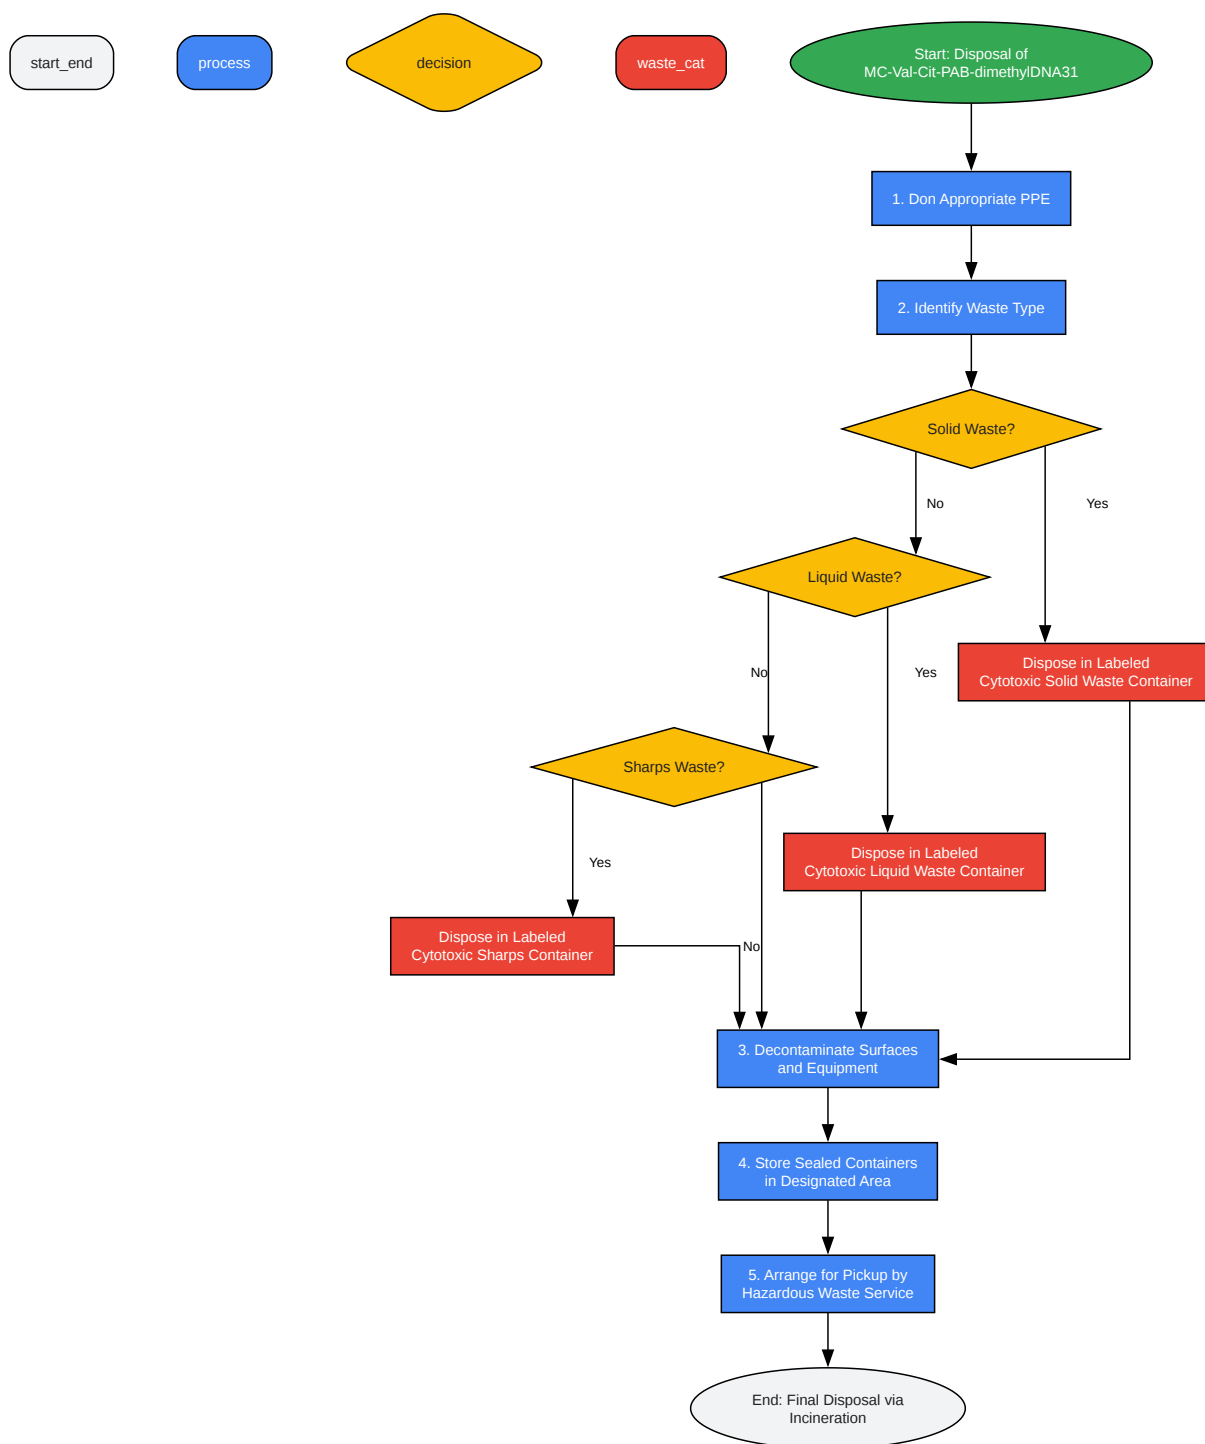 start_end
process
decision
waste_cat
Start: Disposal of
MC-Val-Cit-PAB-dimethylDNA31
1. Don Appropriate PPE
2. Identify Waste Type
Solid Waste?
No
Yes
Liquid Waste?
No
Yes
Dispose in Labeled
Cytotoxic Solid Waste Container
Sharps Waste?
Yes
No
Dispose in Labeled
Cytotoxic Liquid Waste Container
Dispose in Labeled
Cytotoxic Sharps Container
3. Decontaminate Surfaces
and Equipment
4. Store Sealed Containers
in Designated Area
5. Arrange for Pickup by
Hazardous Waste Service
End: Final Disposal via
Incineration